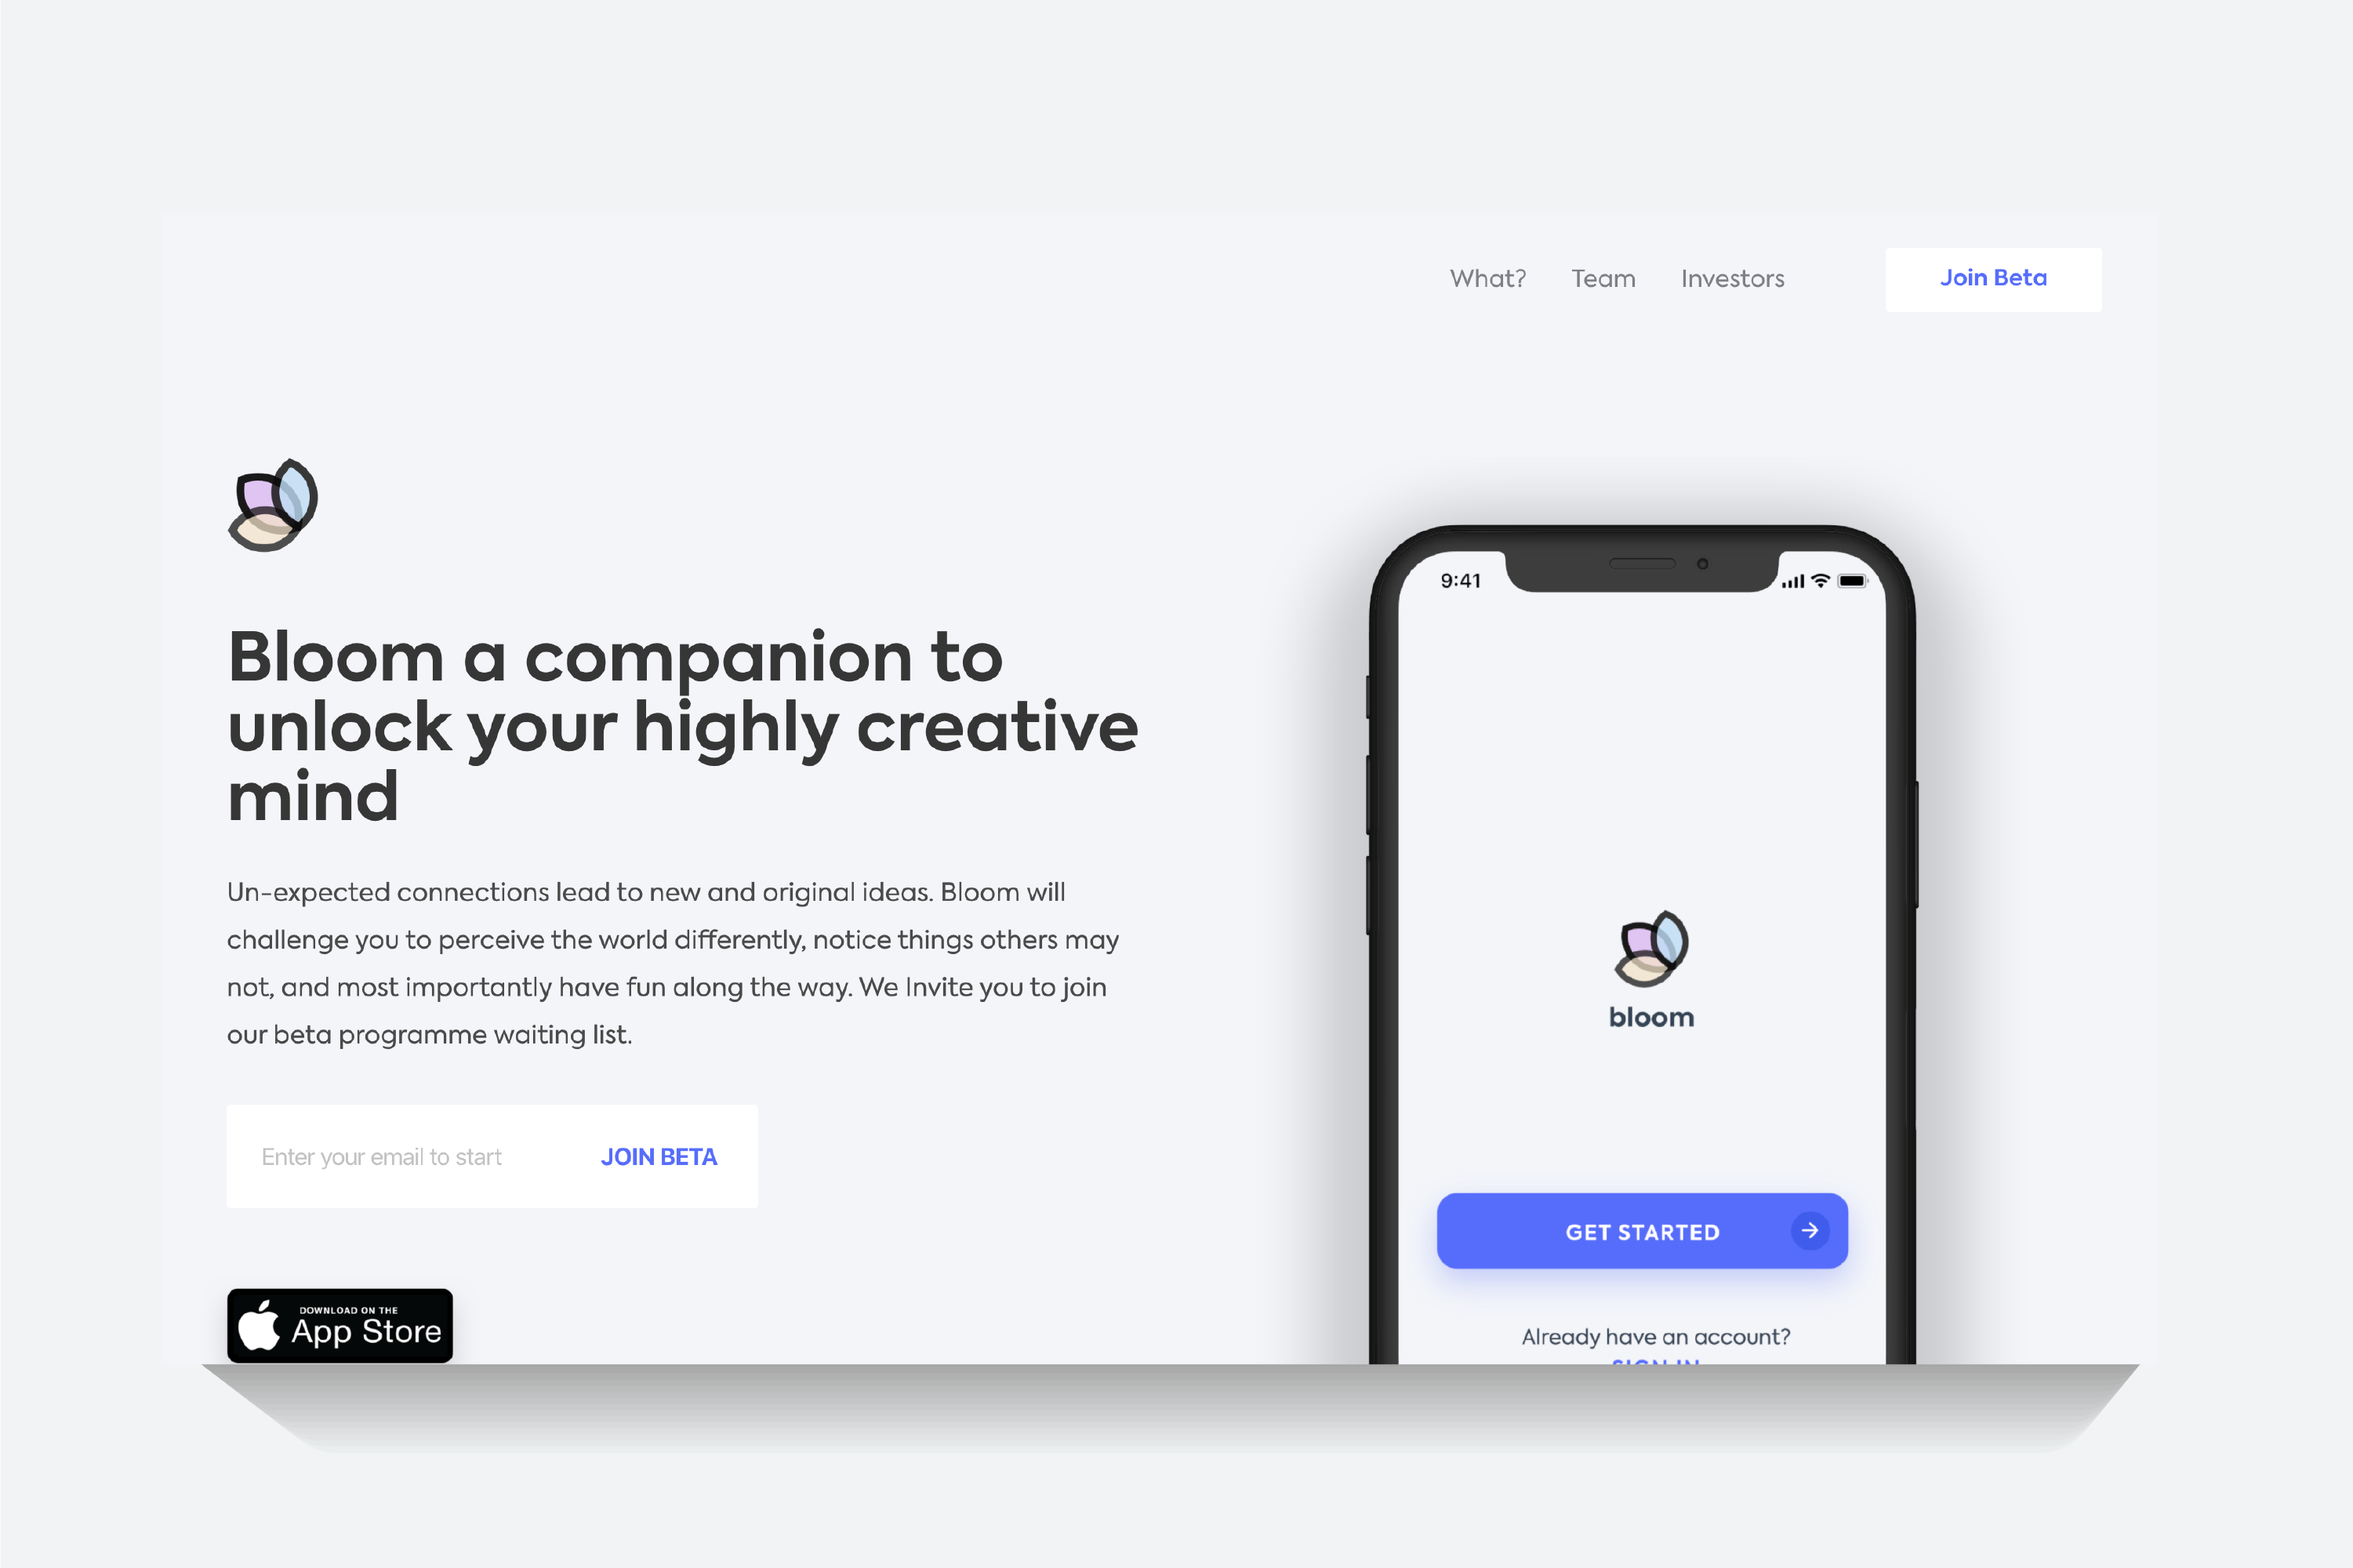 What? Team Investors Join Beta
Bloom a companion to
unlock your highly creative
mind
Un-expected connections lead to new and original ideas. Bloom will
challenge you to perceive the world differently, notice things others may
not, and most importantly have fun along the way. We Invite you to join
our beta programme waiting list.
Enter your email to start JOIN BETA
DOWNLOAD ON THE
App Store
9:41
bloom
GET STARTED
Already have an account?
SIGN IN